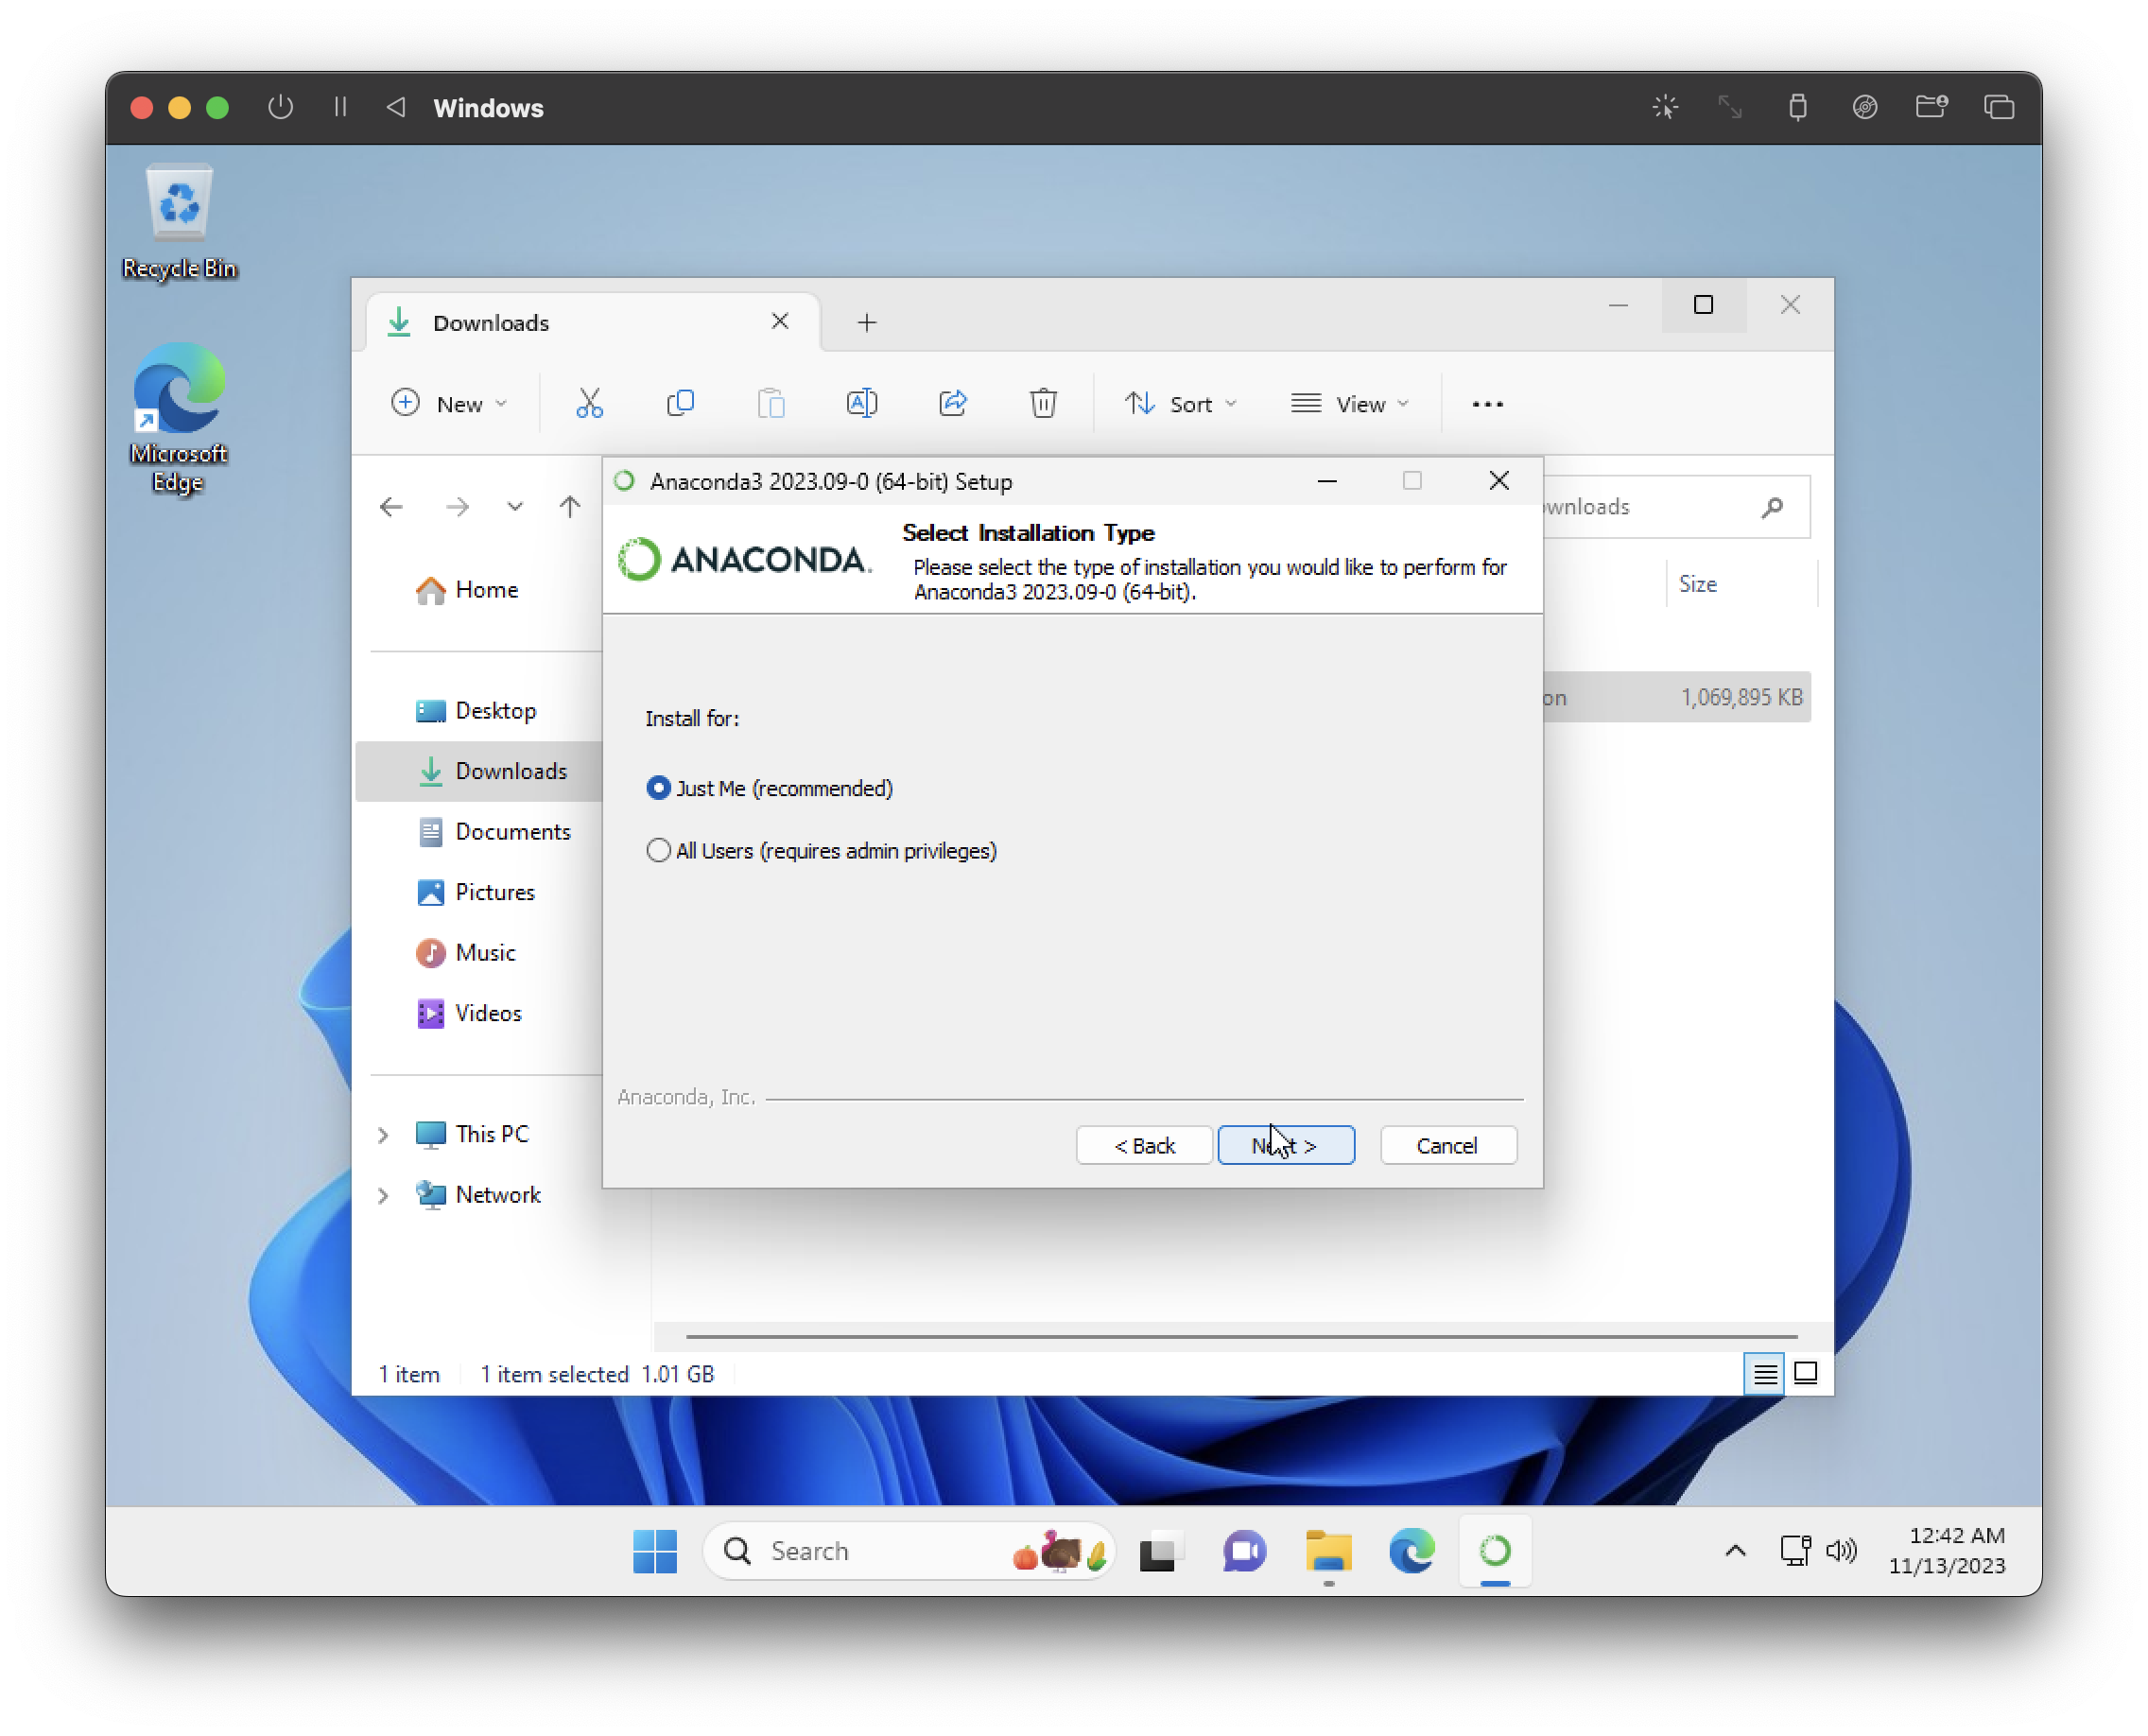 Windows
Recycle Bin
Microsoft
Edge
Downloads
New
Sort
View
Anaconda3 2023.09-0 (64-bit) Setup
ANACONDA.
Select Installation Type
Please select the type of installation you would like to perform for
Anaconda3 2023.09-0 (64-bit).
wnloads
Size
on
1,069,895 KB
Home
Desktop
Downloads
Documents
Pictures
Music
Videos
This PC
Network
Install for:
Just Me (recommended)
All Users (requires admin privileges)
Anaconda, Inc.
< Back
Next >
Cancel
1 item
1 item selected 1.01 GB
Search
12:42 AM
11/13/2023